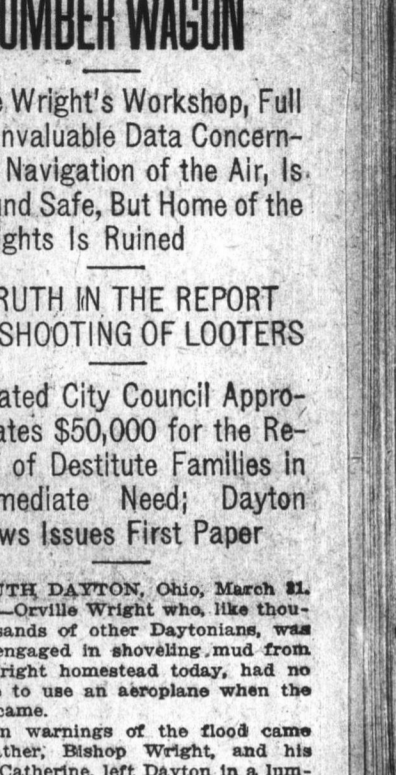 UMBER WAGON
Wright's Workshop, Full
nvaluable Data Concern-
Navigation of the Air, Is
und Safe, But Home of the
ghts Is Ruined
RUTH IN THE REPORT
SHOOTING OF LOOTERS
ated City Council Appro-
ates $50,000 for the Re-
of Destitute Families in
mediate Need; Dayton
ws Issues First Paper
UTH DAYTON, Ohio, March 31.
—Orville Wright who, like thou-
sands of other Daytonians, was
engaged in shoveling mud from
right homestead today, had no
to use an aeroplane when the
came.
n warnings of the flood came
ather, Bishop Wright, and his
Catherine, left Dayton in a lum-